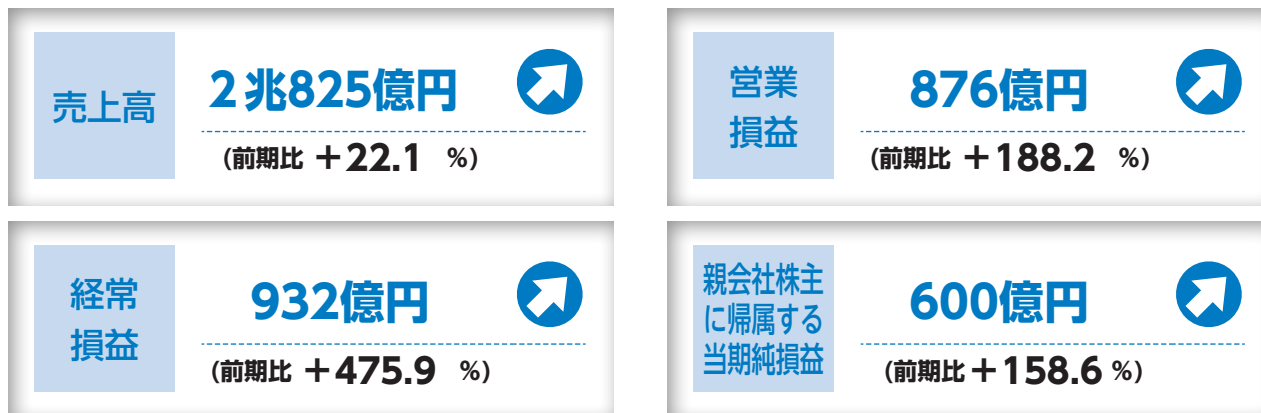 売上高
2兆825億円
(前期比 +22.1 %)
営業
損益
876億円
(前期比 +188.2 %)
経常
損益
932億円
(前期比 +475.9 %)
親会社株主
に帰属する
当期純損益
600億円
(前期比+158.6 %)